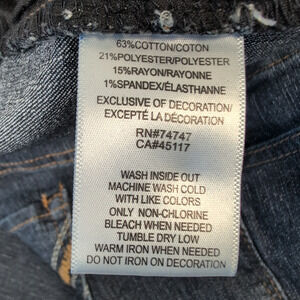 63%COTTON/COTON
21%POLYESTER/POLYESTER
15%RAYON/RAYONNE
1%SPANDEX/ÉLASTHANNE
EXCLUSIVE OF DECORATION/
EXCEPTÉ LA DÉCORATION
RN#74747
CA#45117
WASH INSIDE OUT
MACHINE WASH COLD
WITH LIKE COLORS
ONLY NON-CHLORINE
BLEACH WHEN NEEDED
TUMBLE DRY LOW
WARM IRON WHEN NEEDED
DO NOT IRON ON DECORATION